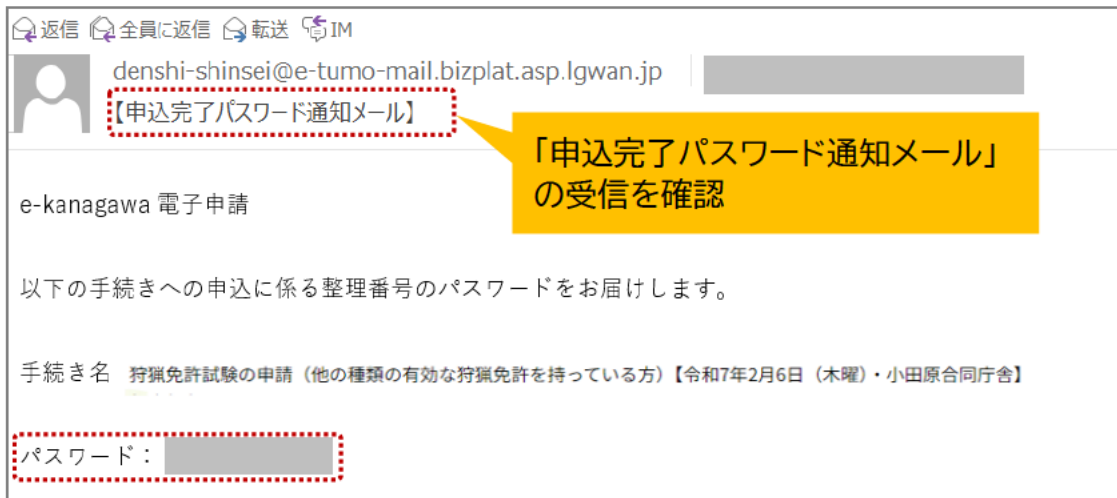 返信 全員に返信 転送 IM
denshi-shinsei@e-tumo-mail.bizplat.asp.lgwan.jp
【申込完了パスワード通知メール】
「申込完了パスワード通知メール」
の受信を確認
e-kanagawa 電子申請
以下の手続きへの申込に係る整理番号のパスワードをお届けします。
手続き名 狩猟免許試験の申請（他の種類の有効な狩猟免許を持っている方）【令和7年2月6日（木曜）・小田原合同庁舎】
パスワード：